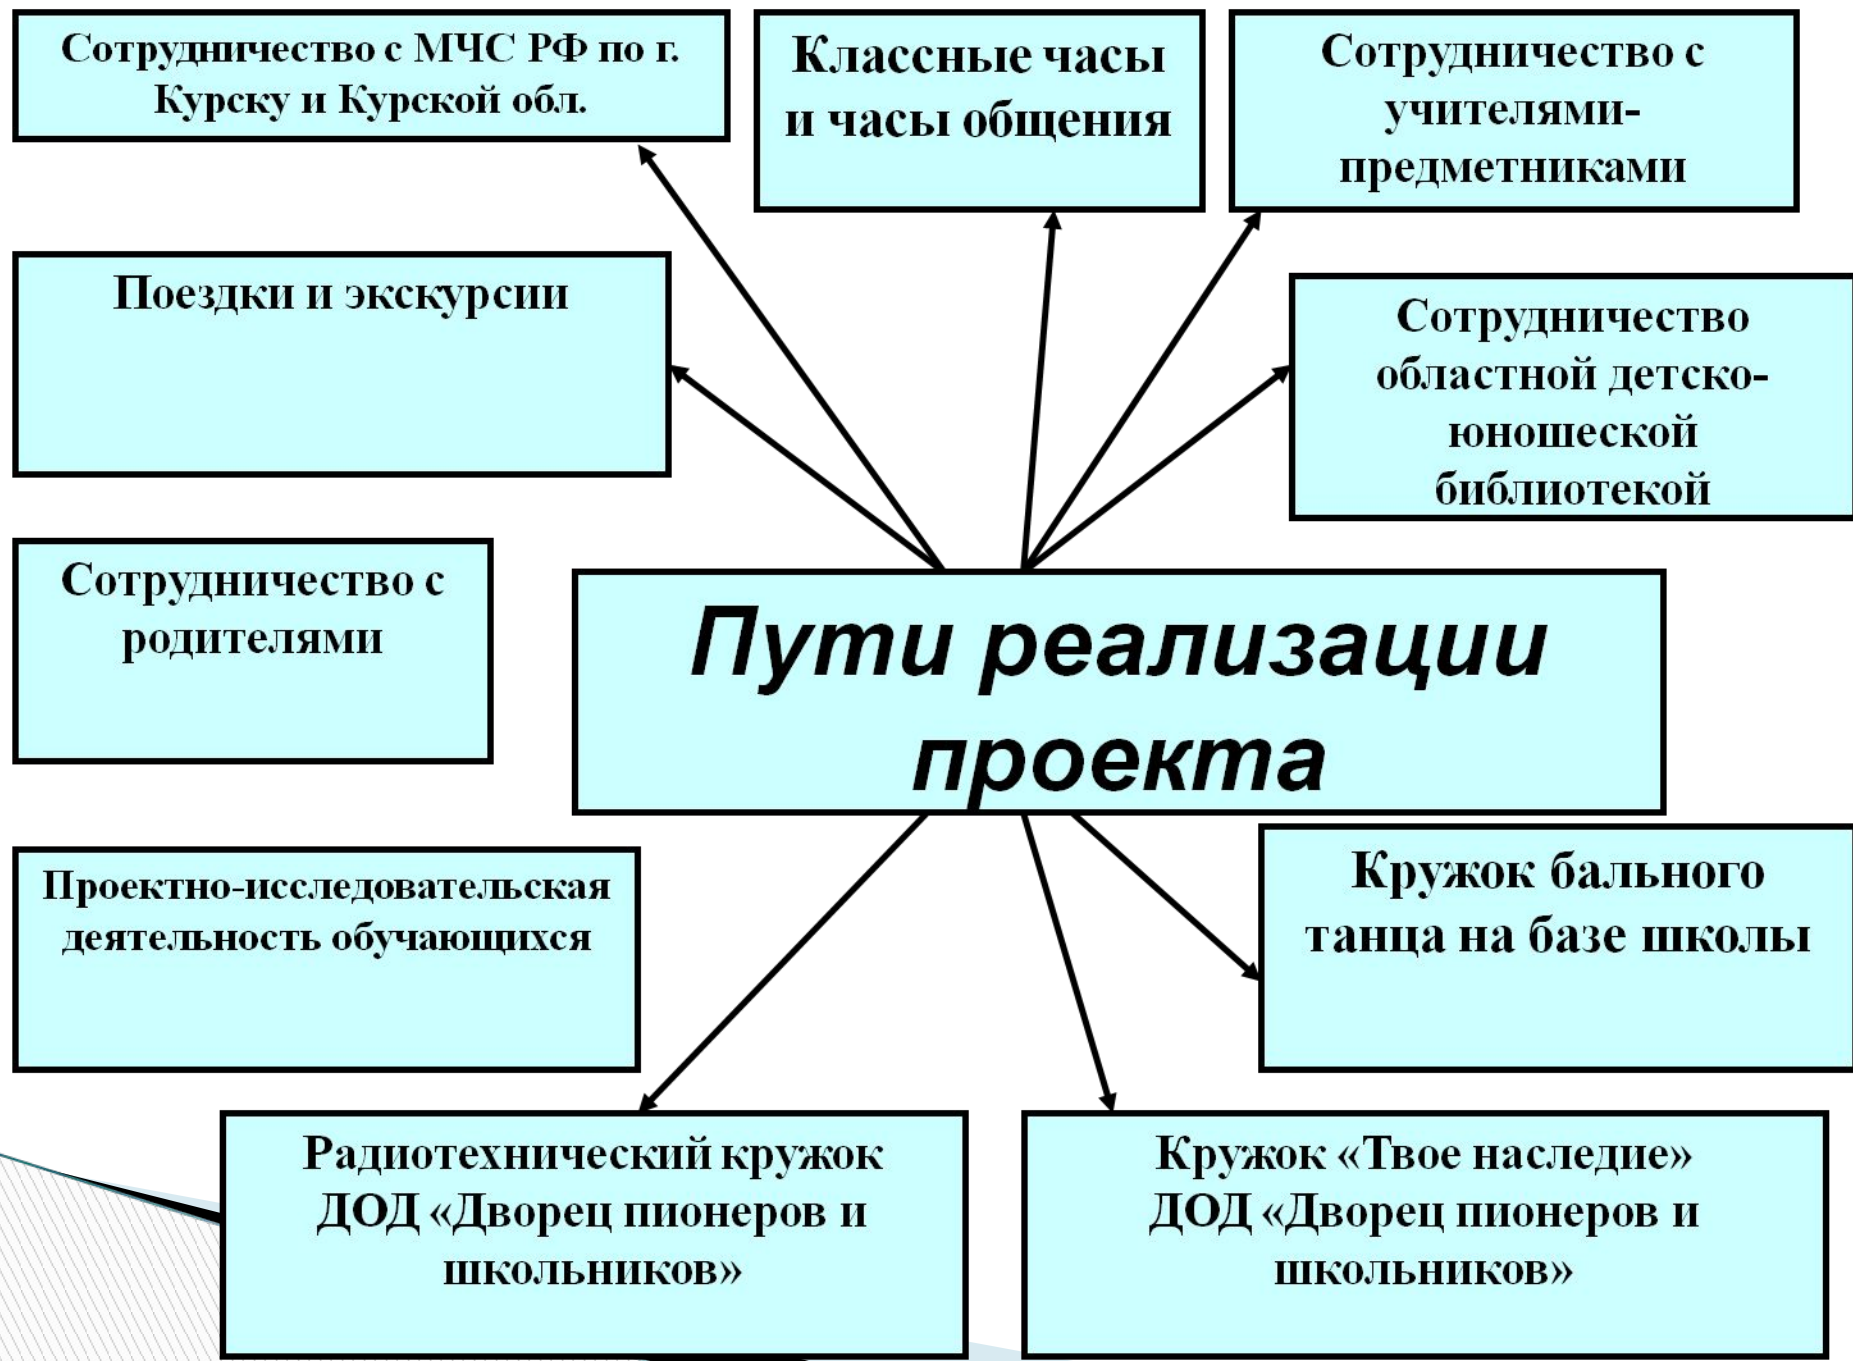 Сотрудничество с МЧС РФ по г.
Курску и Курской обл.
Классные часы
и часы общения
Сотрудничество с
учителями-
предметниками
Поездки и экскурсии
Сотрудничество
областной детско-
юношеской
библиотекой
Сотрудничество с
родителями
Пути реализации
проекта
Проектно-исследовательская
деятельность обучающихся
Кружок бального
танца на базе школы
Радиотехнический кружок
ДОД «Дворец пионеров и
школьников»
Кружок «Твое наследие»
ДОД «Дворец пионеров и
школьников»